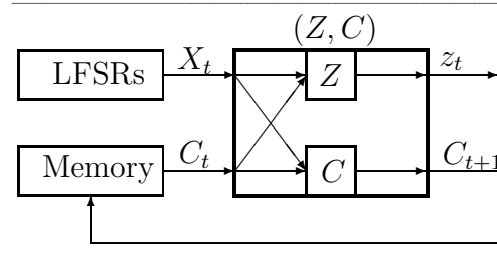 (Z, C)
LFSRs X_t Z z_t
Memory C_t C C_{t+1}